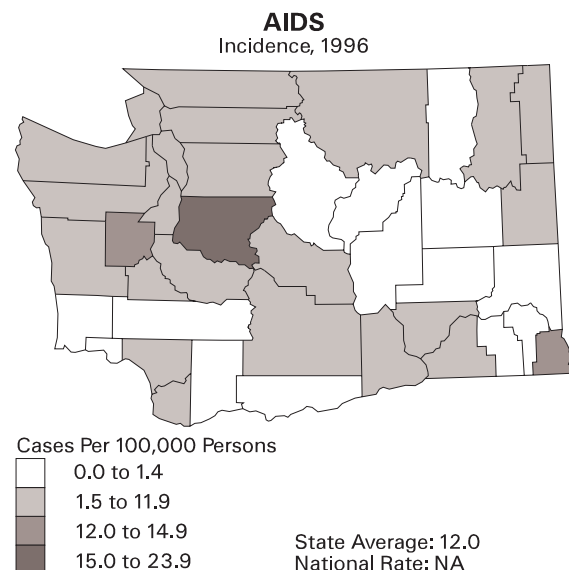 AIDS
Incidence, 1996
Cases Per 100,000 Persons
0.0 to 1.4
1.5 to 11.9
12.0 to 14.9
15.0 to 23.9
State Average: 12.0
National Rate: NA